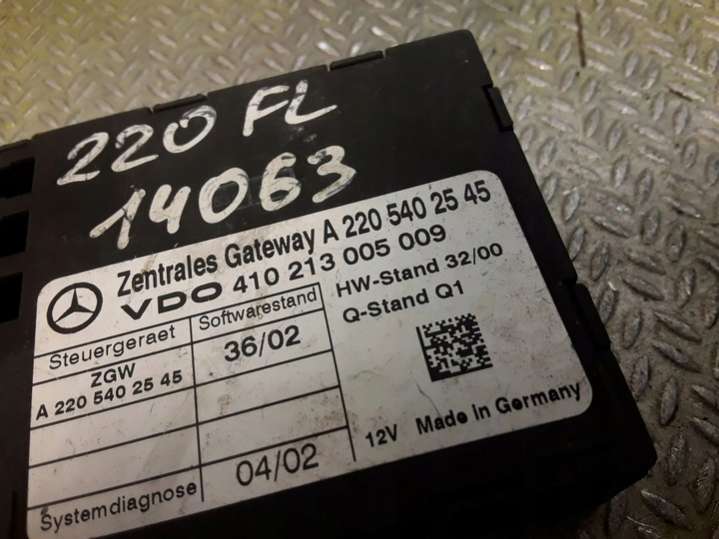 220 FL
14063
Zentrales Gateway A 220 540 25 45
VDO 410 213 005 009
Steuergeraet Softwarestand
HW-Stand 32/00
ZGW 36/02
Q-Stand Q1
A 220 540 25 45
12V Made In Germany
Systemdiagnose 04/02